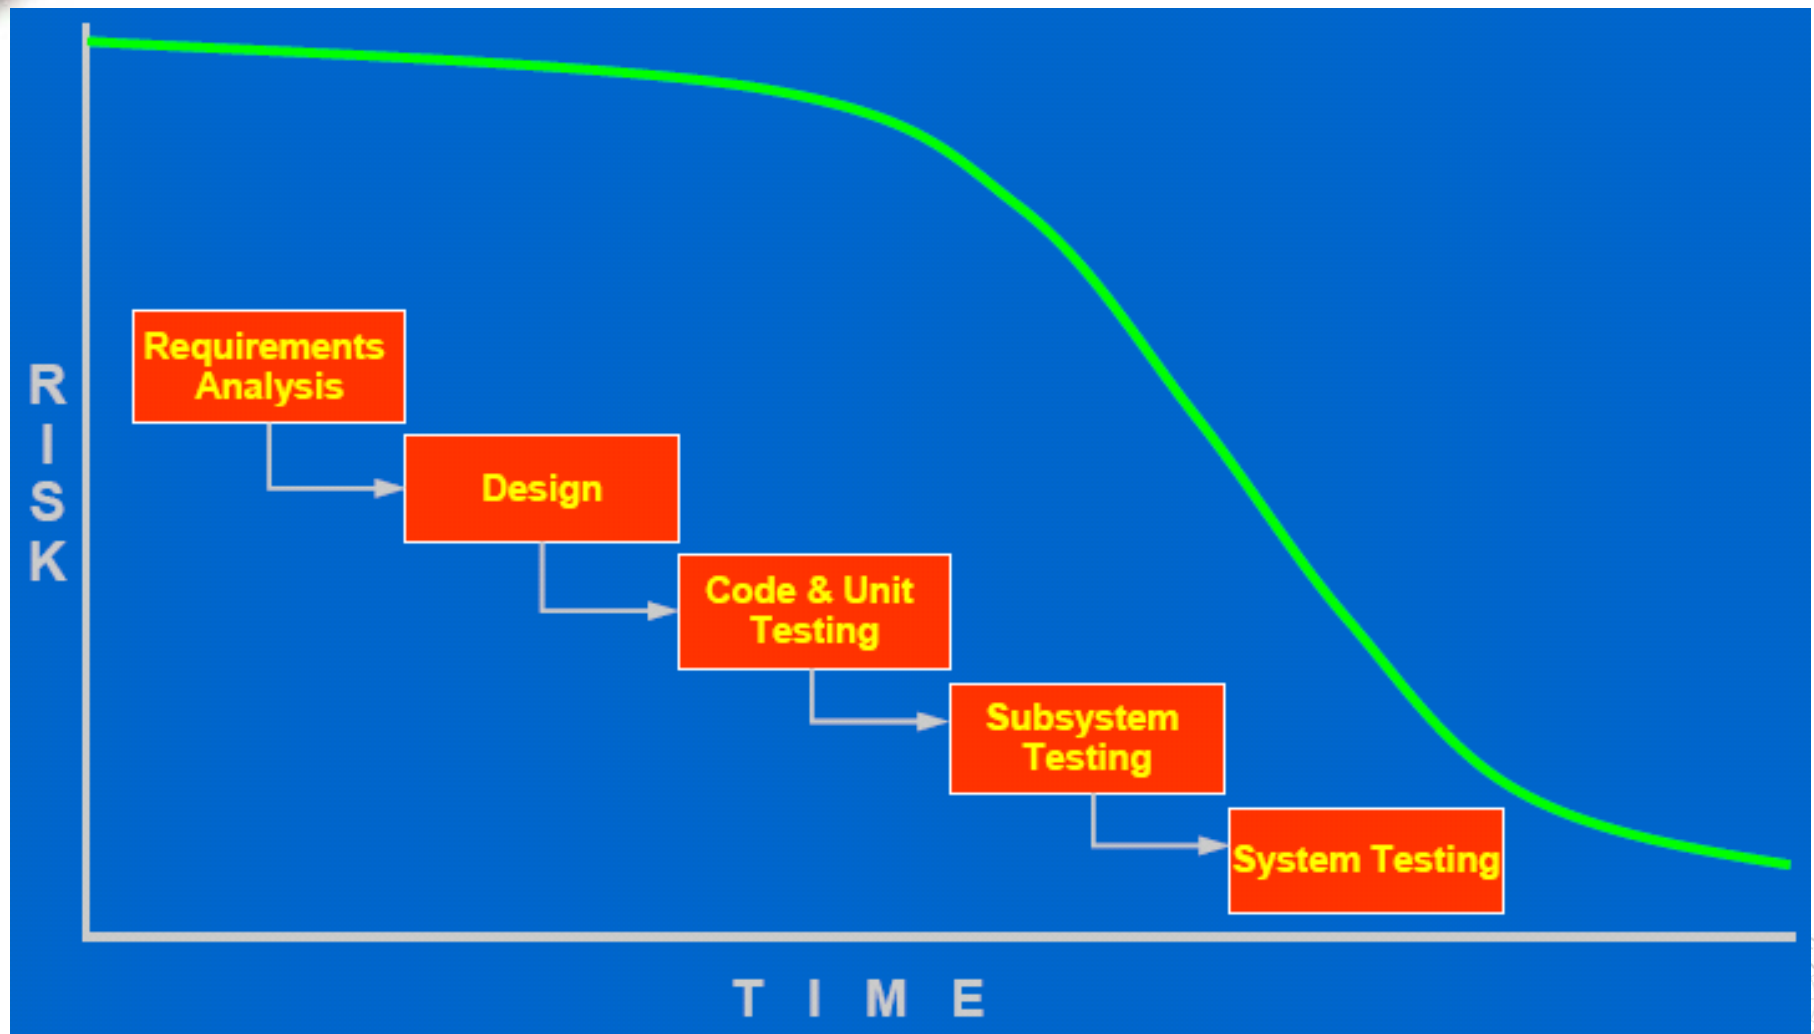 RISK
Requirements
Analysis
Design
Code & Unit
Testing
Subsystem
Testing
System Testing
TIME